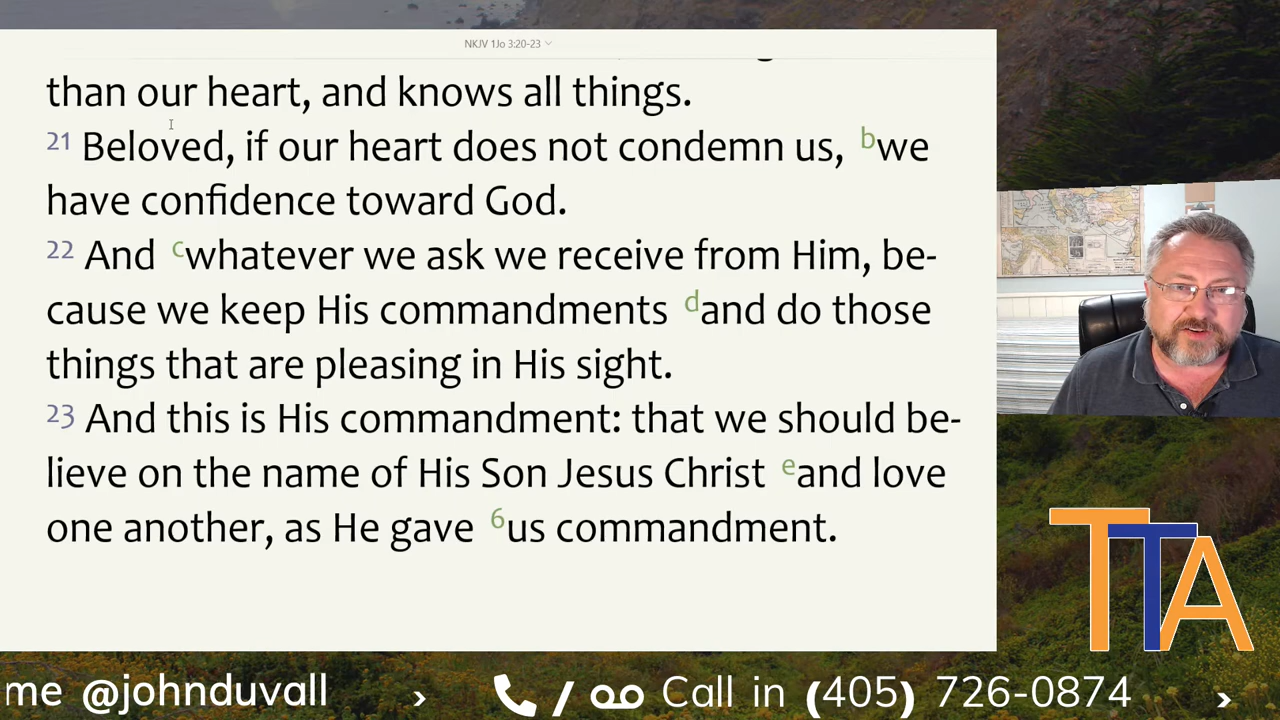 NKJV 1Jo 3:20-23
than our heart, and knows all things.
21 Beloved, if our heart does not condemn us, bwe
have confidence toward God.
22 And cwhatever we ask we receive from Him, be-
cause we keep His commandments dand do those
things that are pleasing in His sight.
23 And this is His commandment: that we should be-
lieve on the name of His Son Jesus Christ eand love
one another, as He gave 6us commandment.
TTA
me @johnduvall › / Call in (405) 726-0874 ›